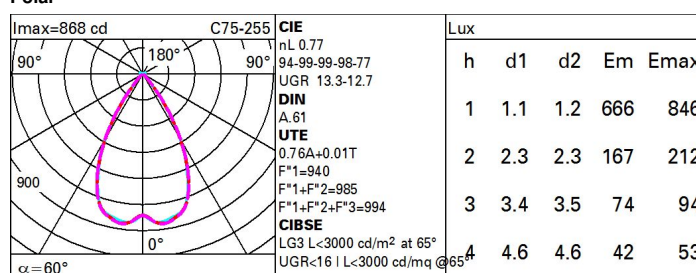 Polar
Imax=868 cd C75-255
90° 180° 90°
900
0°
α=60°
CIE
nL 0.77
94-99-99-98-77
UGR 13.3-12.7
DIN
A.61
UTE
0.76A+0.01T
F"1=940
F"1+F"2=985
F"1+F"2+F"3=994
CIBSE
LG3 L<3000 cd/m² at 65°
UGR<16 | L<3000 cd/mq @65°
Lux
h d1 d2 Em Emax
1 1.1 1.2 666 846
2 2.3 2.3 167 212
3 3.4 3.5 74 94
4 4.6 4.6 42 53